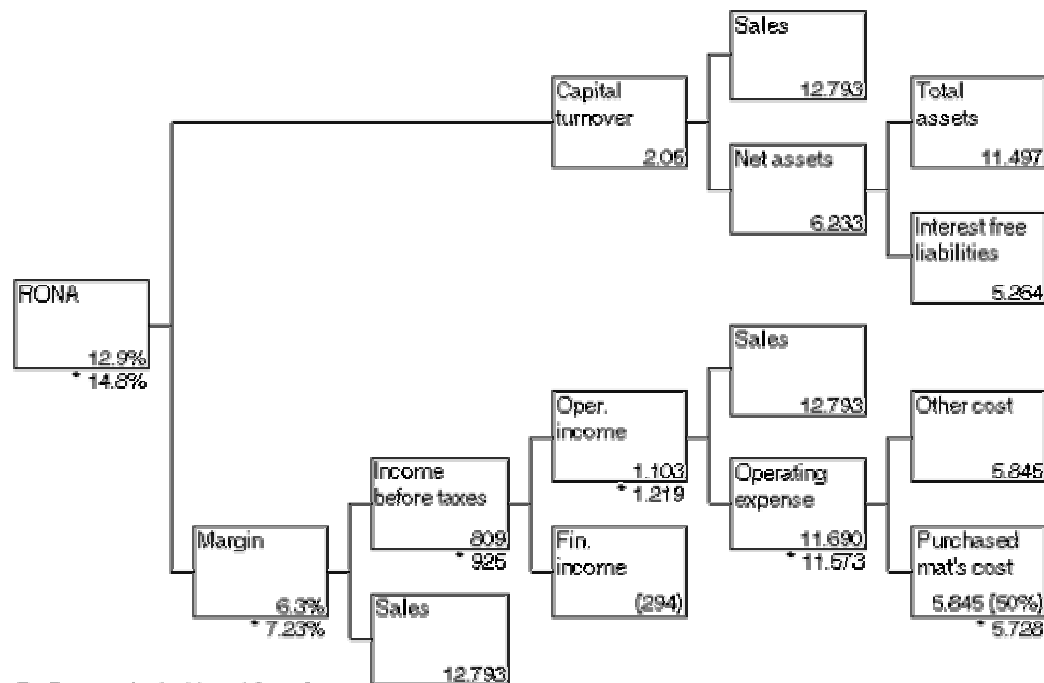 Sales
12.793
Capital
turnover
2.05
Total
assets
11.497
Net assets
6.233
Interest free
liabilities
5.264
RONA
12.9%
* 14.8%
Sales
12.793
Oper.
income
1.103
* 1.219
Other cost
5.845
Income
before taxes
809
* 925
Operating
expense
11.690
* 11.573
Margin
6.3%
* 7.23%
Fin.
income
(294)
Purchased
mat's cost
5.845 (50%)
* 5.728
Sales
12.793